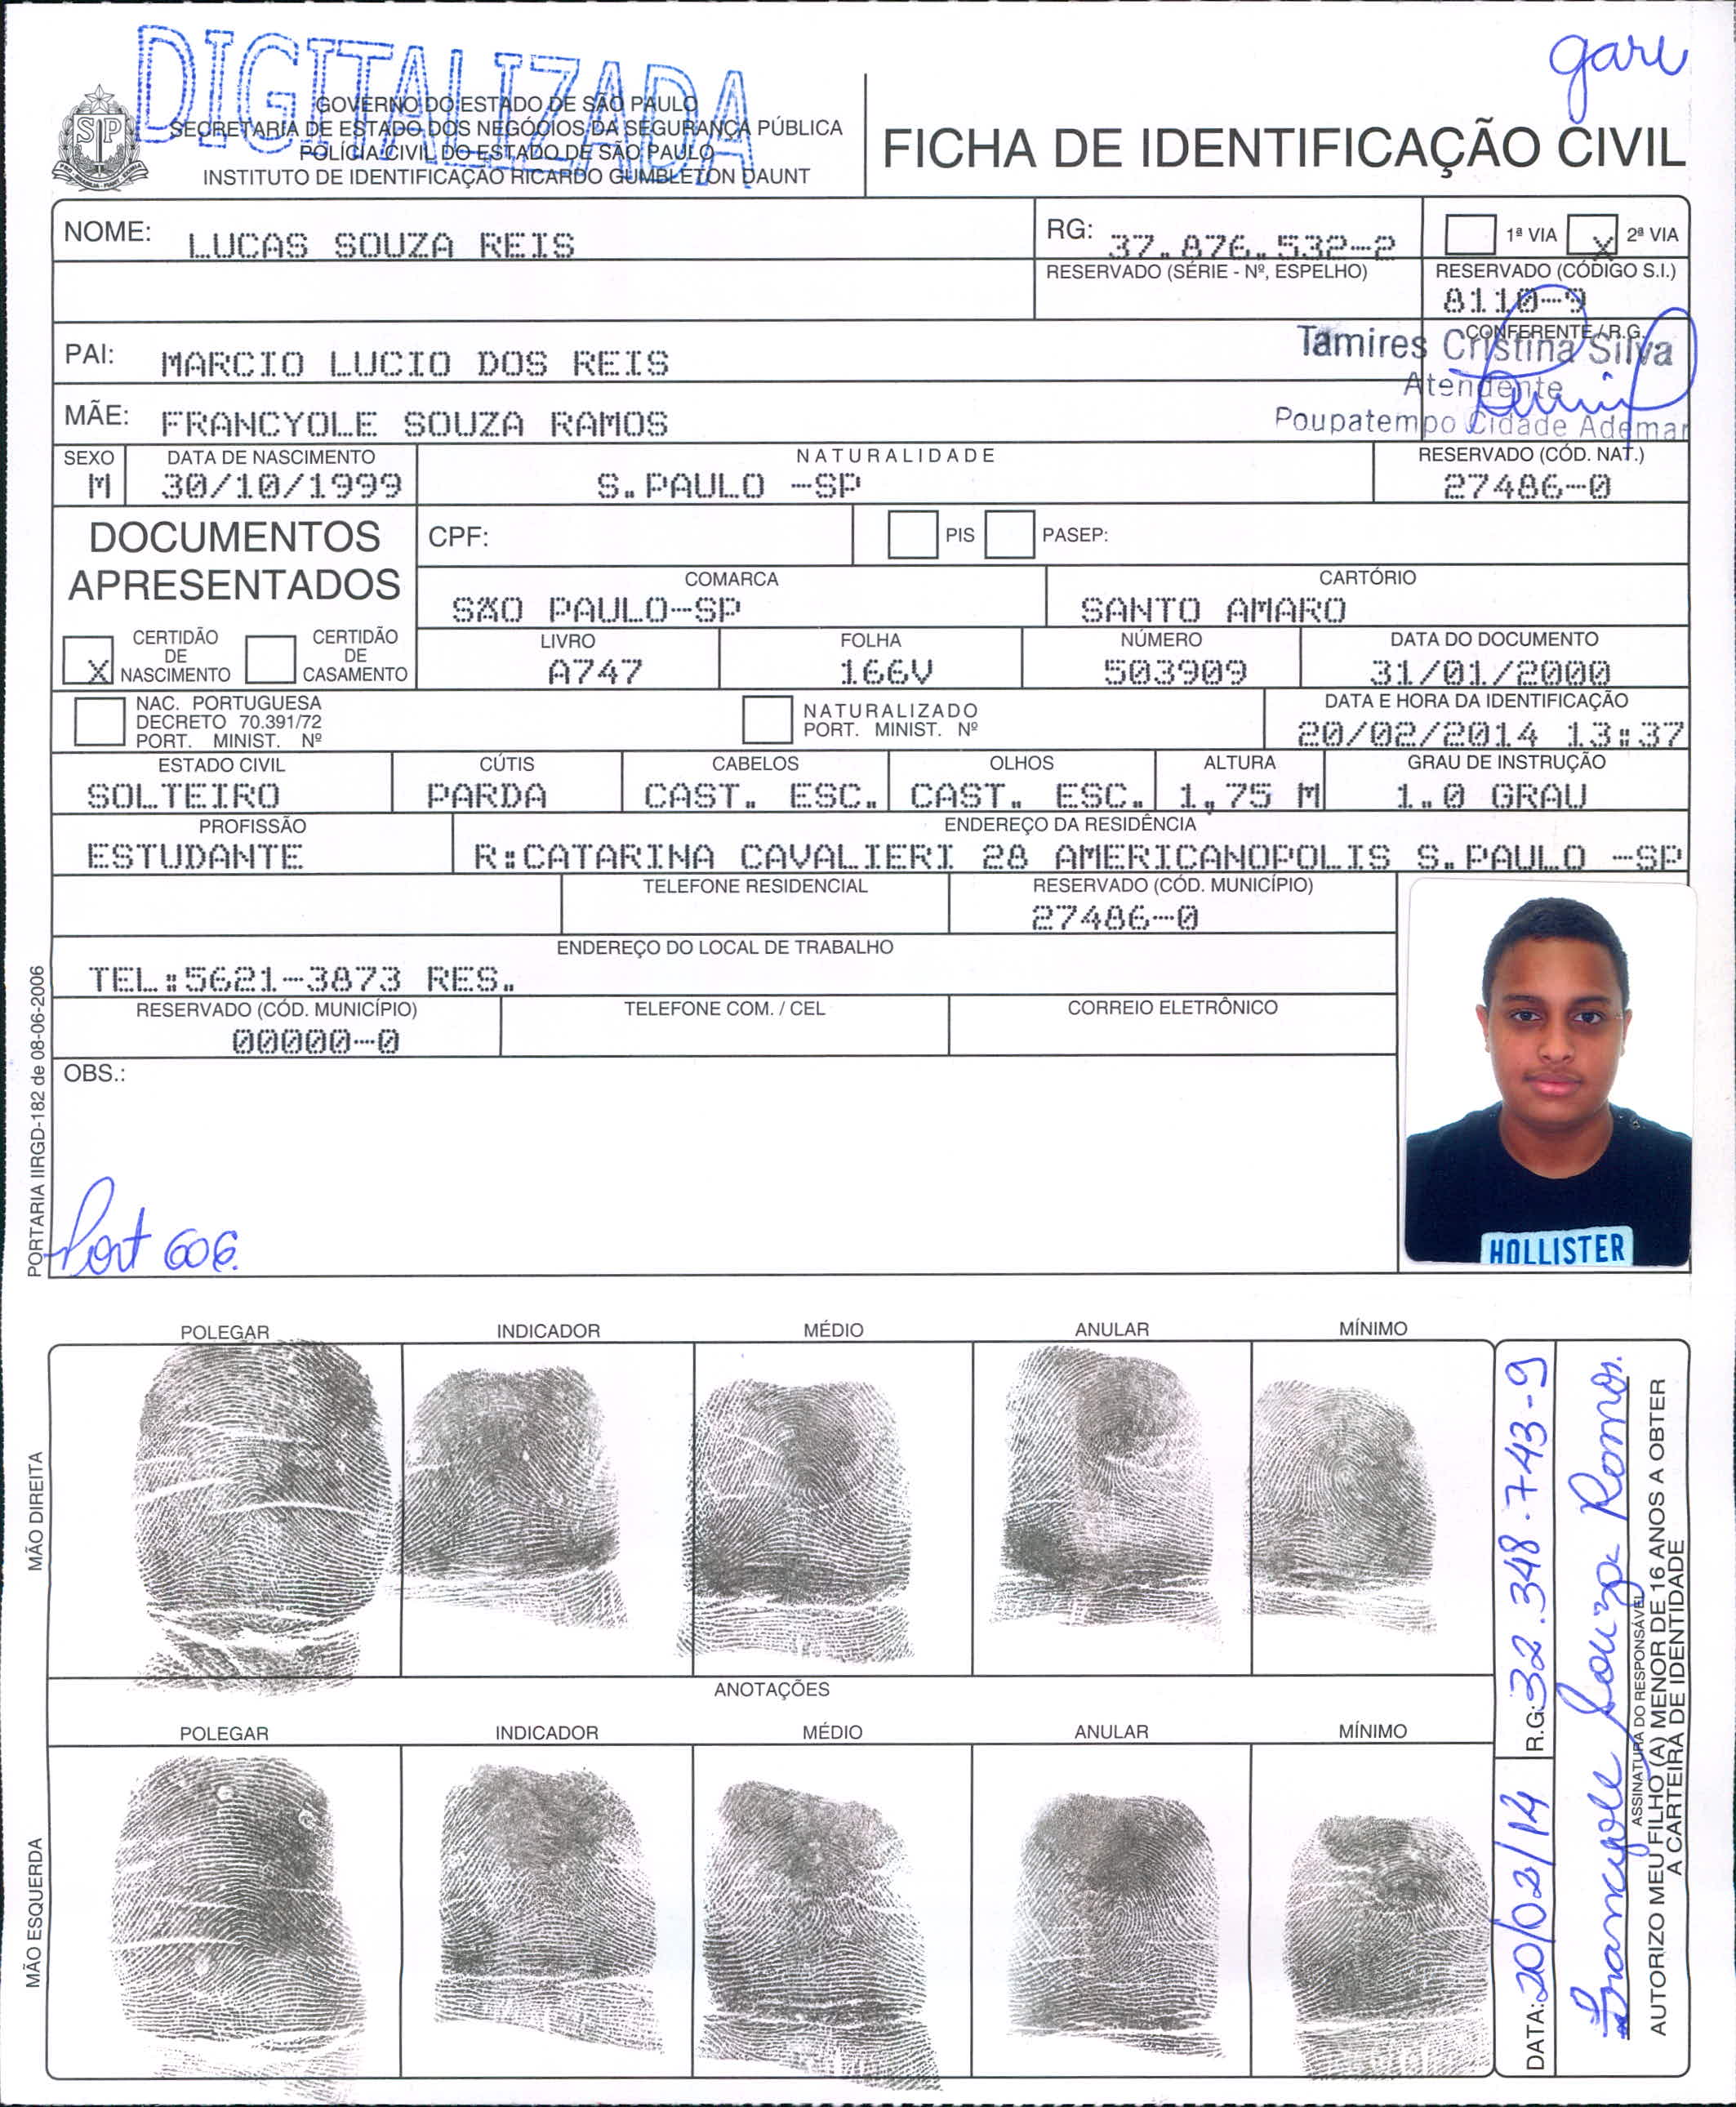 DIGITALIZADA
gari
SP
GOVERNO DO ESTADO DE SÃO PAULO
SECRETARIA DE ESTADO DOS NEGÓCIOS DA SEGURANÇA PÚBLICA
POLÍCIA CIVIL DO ESTADO DE SÃO PAULO
INSTITUTO DE IDENTIFICAÇÃO RICARDO GUMBLETON DAUNT
FICHA DE IDENTIFICAÇÃO CIVIL
NOME: LUCAS SOUZA REIS
RG: 37.876.532-2
1ª VIA X 2ª VIA
RESERVADO (SÉRIE - Nº, ESPELHO)
RESERVADO (CÓDIGO S.I.)
8110-9
CONFERENTE / R.G.
Tamires Cristina Silva
Atendente
Poupatempo Cidade Ademar
PAI: MARCIO LUCIO DOS REIS
MÃE: FRANCYOLE SOUZA RAMOS
SEXO DATA DE NASCIMENTO NATURALIDADE RESERVADO (CÓD. NAT.)
M 30/10/1999 S.PAULO -SP 27486-0
DOCUMENTOS
APRESENTADOS
CPF: PIS PASEP:
COMARCA CARTÓRIO
SÃO PAULO-SP SANTO AMARO
X CERTIDÃO
DE
NASCIMENTO
CERTIDÃO
DE
CASAMENTO
LIVRO FOLHA NÚMERO DATA DO DOCUMENTO
A747 166V 503909 31/01/2000
NAC. PORTUGUESA
DECRETO 70.391/72
PORT. MINIST. Nº
NATURALIZADO
PORT. MINIST. Nº
DATA E HORA DA IDENTIFICAÇÃO
20/02/2014 13:37
ESTADO CIVIL CÚTIS CABELOS OLHOS ALTURA GRAU DE INSTRUÇÃO
SOLTEIRO PARDA CAST. ESC. CAST. ESC. 1,75 M 1.0 GRAU
PROFISSÃO ENDEREÇO DA RESIDÊNCIA
ESTUDANTE R:CATARINA CAVALIERI 28 AMERICANOPOLIS S.PAULO -SP
TELEFONE RESIDENCIAL RESERVADO (CÓD. MUNICÍPIO)
27486-0
ENDEREÇO DO LOCAL DE TRABALHO
TEL:5621-3873 RES.
RESERVADO (CÓD. MUNICÍPIO) TELEFONE COM. / CEL CORREIO ELETRÔNICO
00000-0
OBS.:
Port 606.
HOLLISTER
PORTARIA IIRGD-182 de 08-06-2006
POLEGAR INDICADOR MÉDIO ANULAR MÍNIMO
MÃO DIREITA
ANOTAÇÕES
POLEGAR INDICADOR MÉDIO ANULAR MÍNIMO
MÃO ESQUERDA
DATA: 20/02/14 R.G: 32.348.743-9
Francyole Souza Ramos.
ASSINATURA DO RESPONSÁVEL
AUTORIZO MEU FILHO (A) MENOR DE 16 ANOS A OBTER
A CARTEIRA DE IDENTIDADE